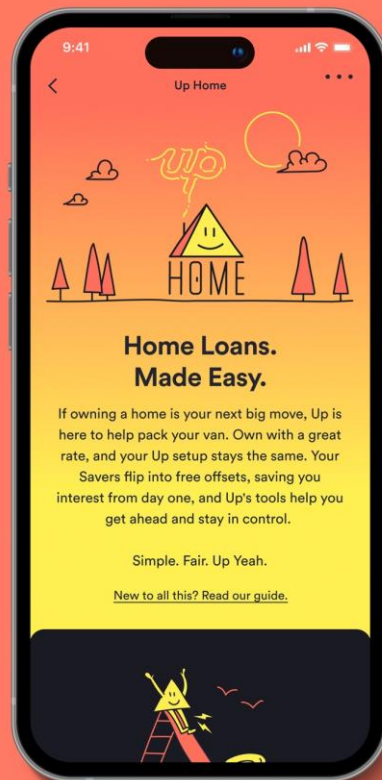 9:41
Up Home
up
HOME
Home Loans.
Made Easy.
If owning a home is your next big move, Up is
here to help pack your van. Own with a great
rate, and your Up setup stays the same. Your
Savers flip into free offsets, saving you
interest from day one, and Up's tools help you
get ahead and stay in control.
Simple. Fair. Up Yeah.
New to all this? Read our guide.